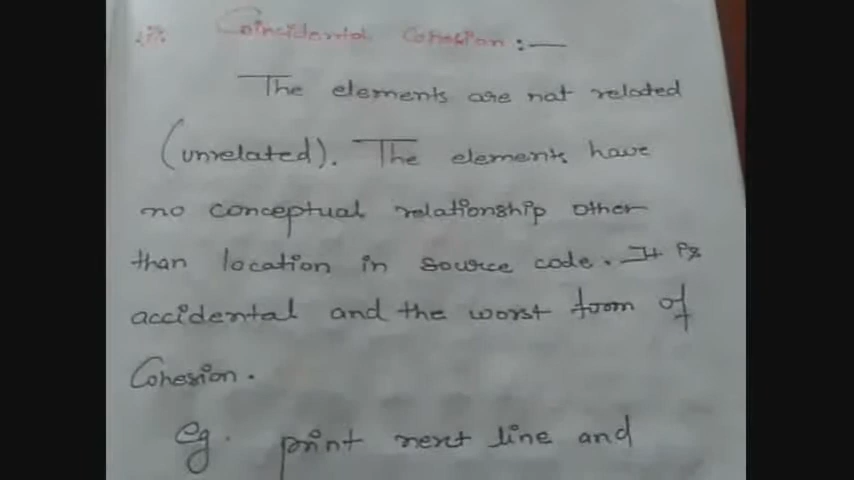 Coincidental Cohesion :—
The elements are not related
(unrelated). The elements have
no conceptual relationship other
than location in source code. It is
accidental and the worst form of
Cohesion.
eg. print next line and